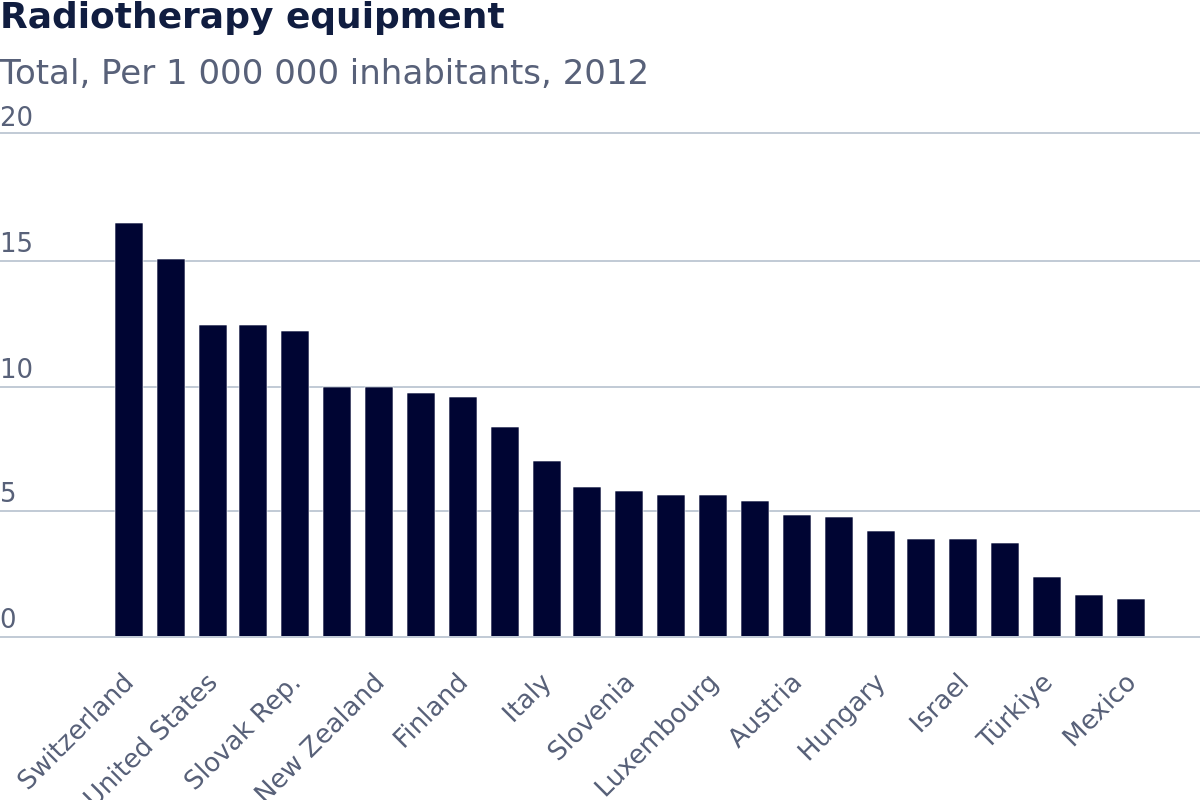 Radiotherapy equipment
Total, Per 1 000 000 inhabitants, 2012
20
15
10
5
0
Switzerland
United States
Slovak Rep.
New Zealand
Finland
Italy
Slovenia
Luxembourg
Austria
Hungary
Israel
Türkiye
Mexico